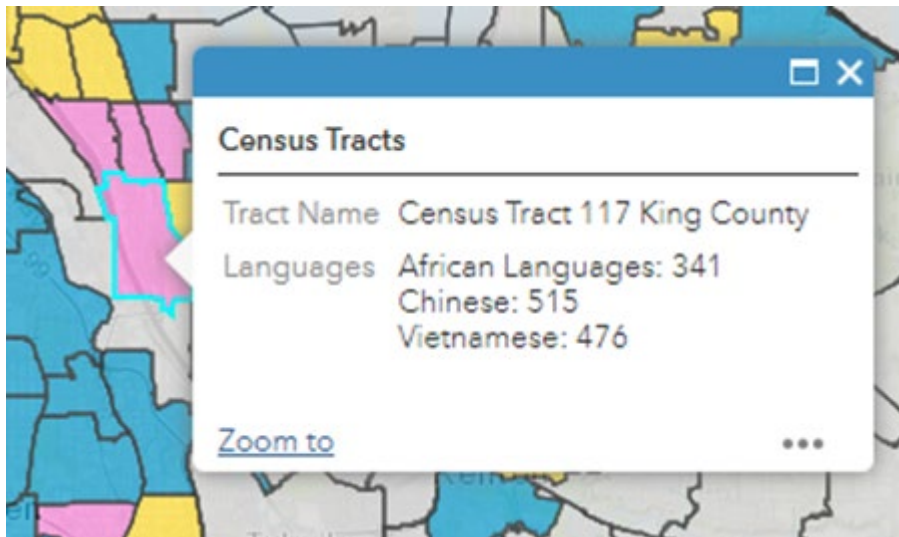 Census Tracts
Tract Name Census Tract 117 King County
Languages African Languages: 341
Chinese: 515
Vietnamese: 476
Zoom to
99